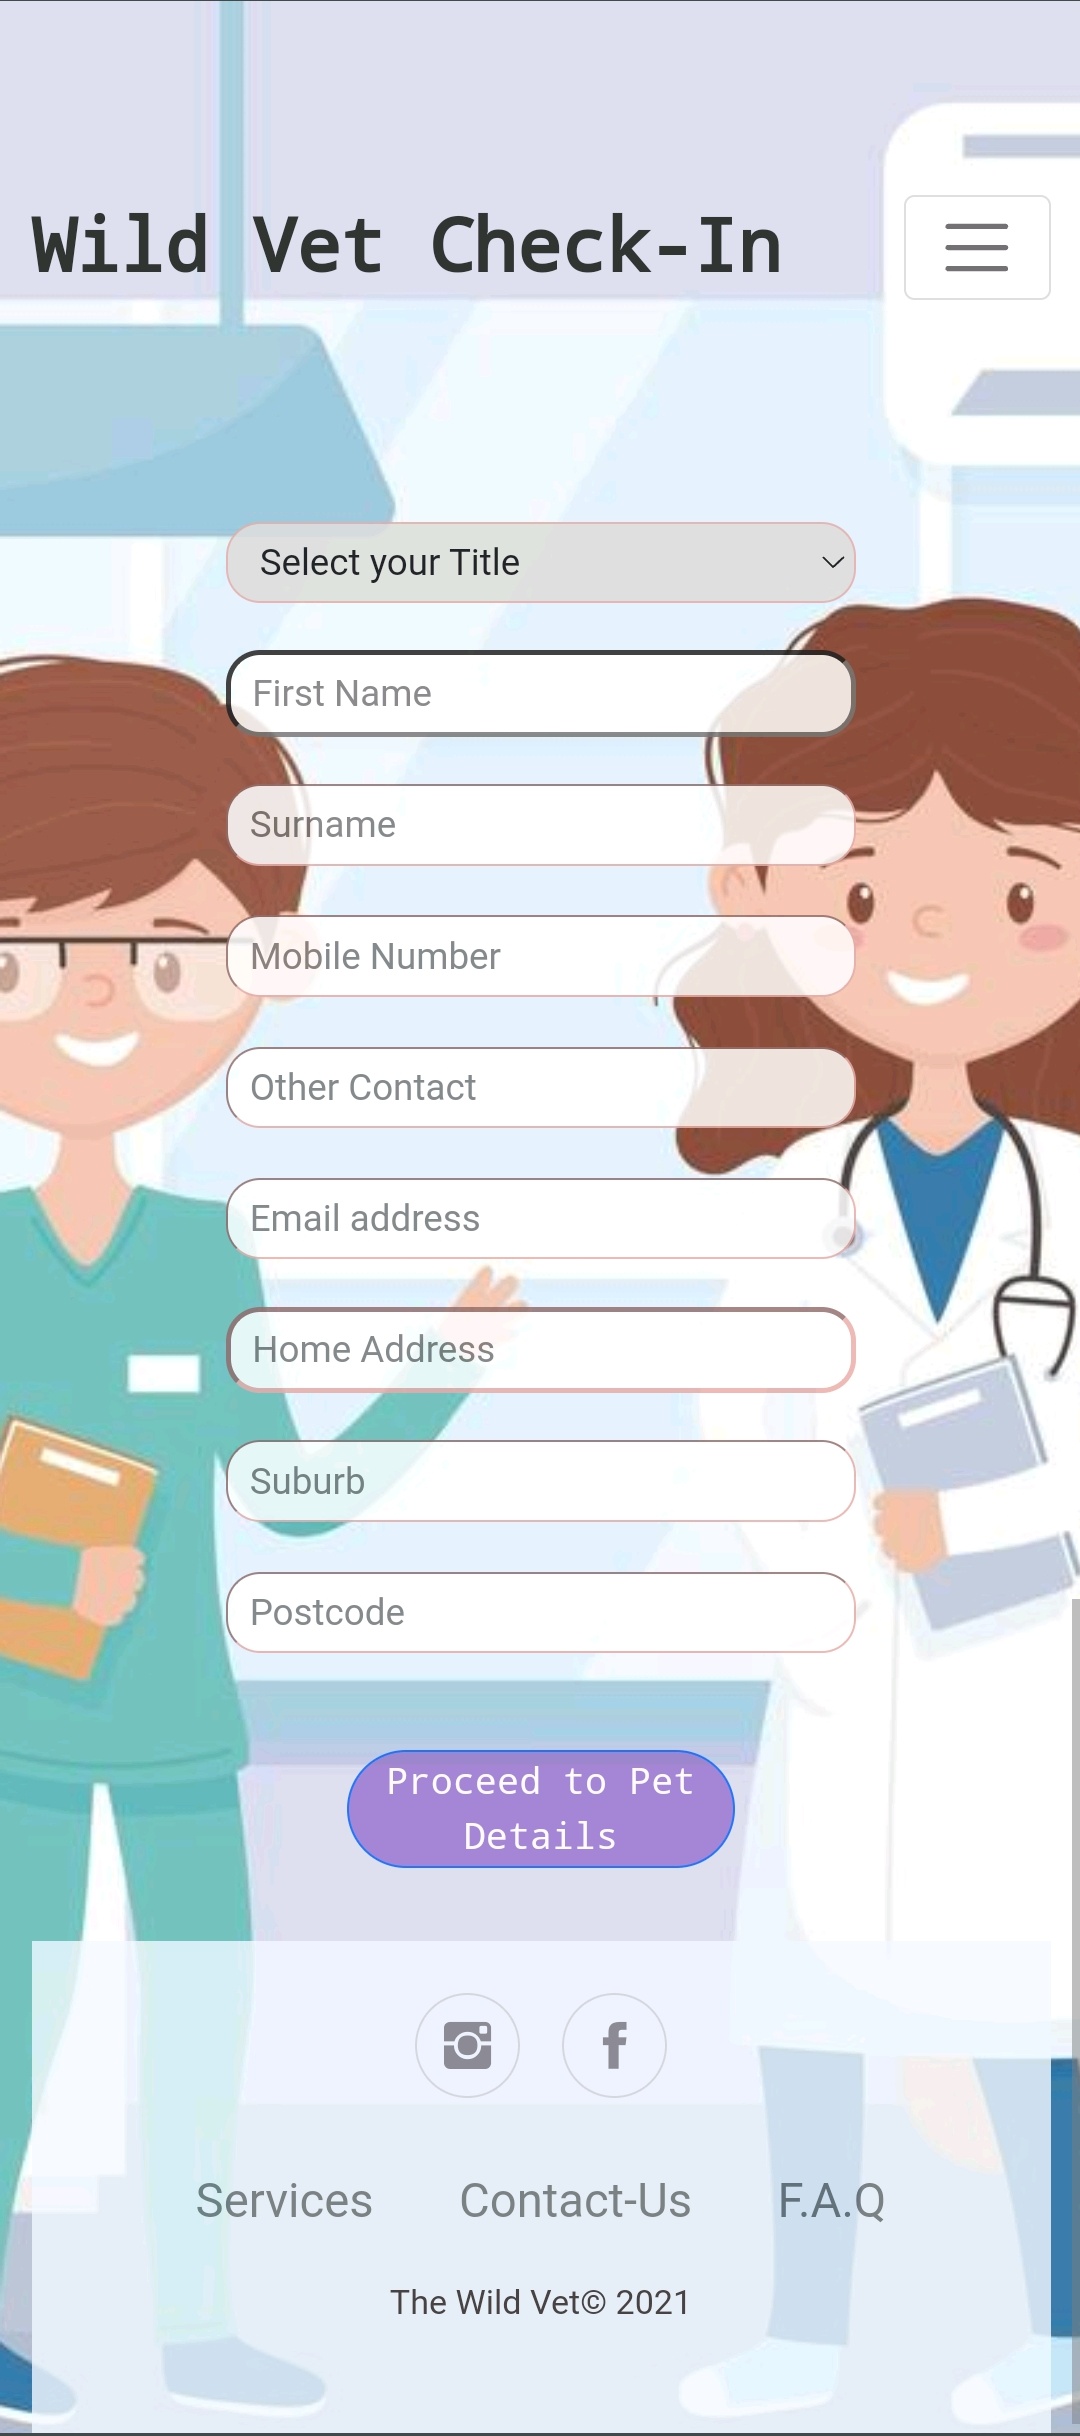 Wild Vet Check-In
Select your Title
First Name
Surname
Mobile Number
Other Contact
Email address
Home Address
Suburb
Postcode
Proceed to Pet
Details
Services Contact-Us F.A.Q
The Wild Vet© 2021